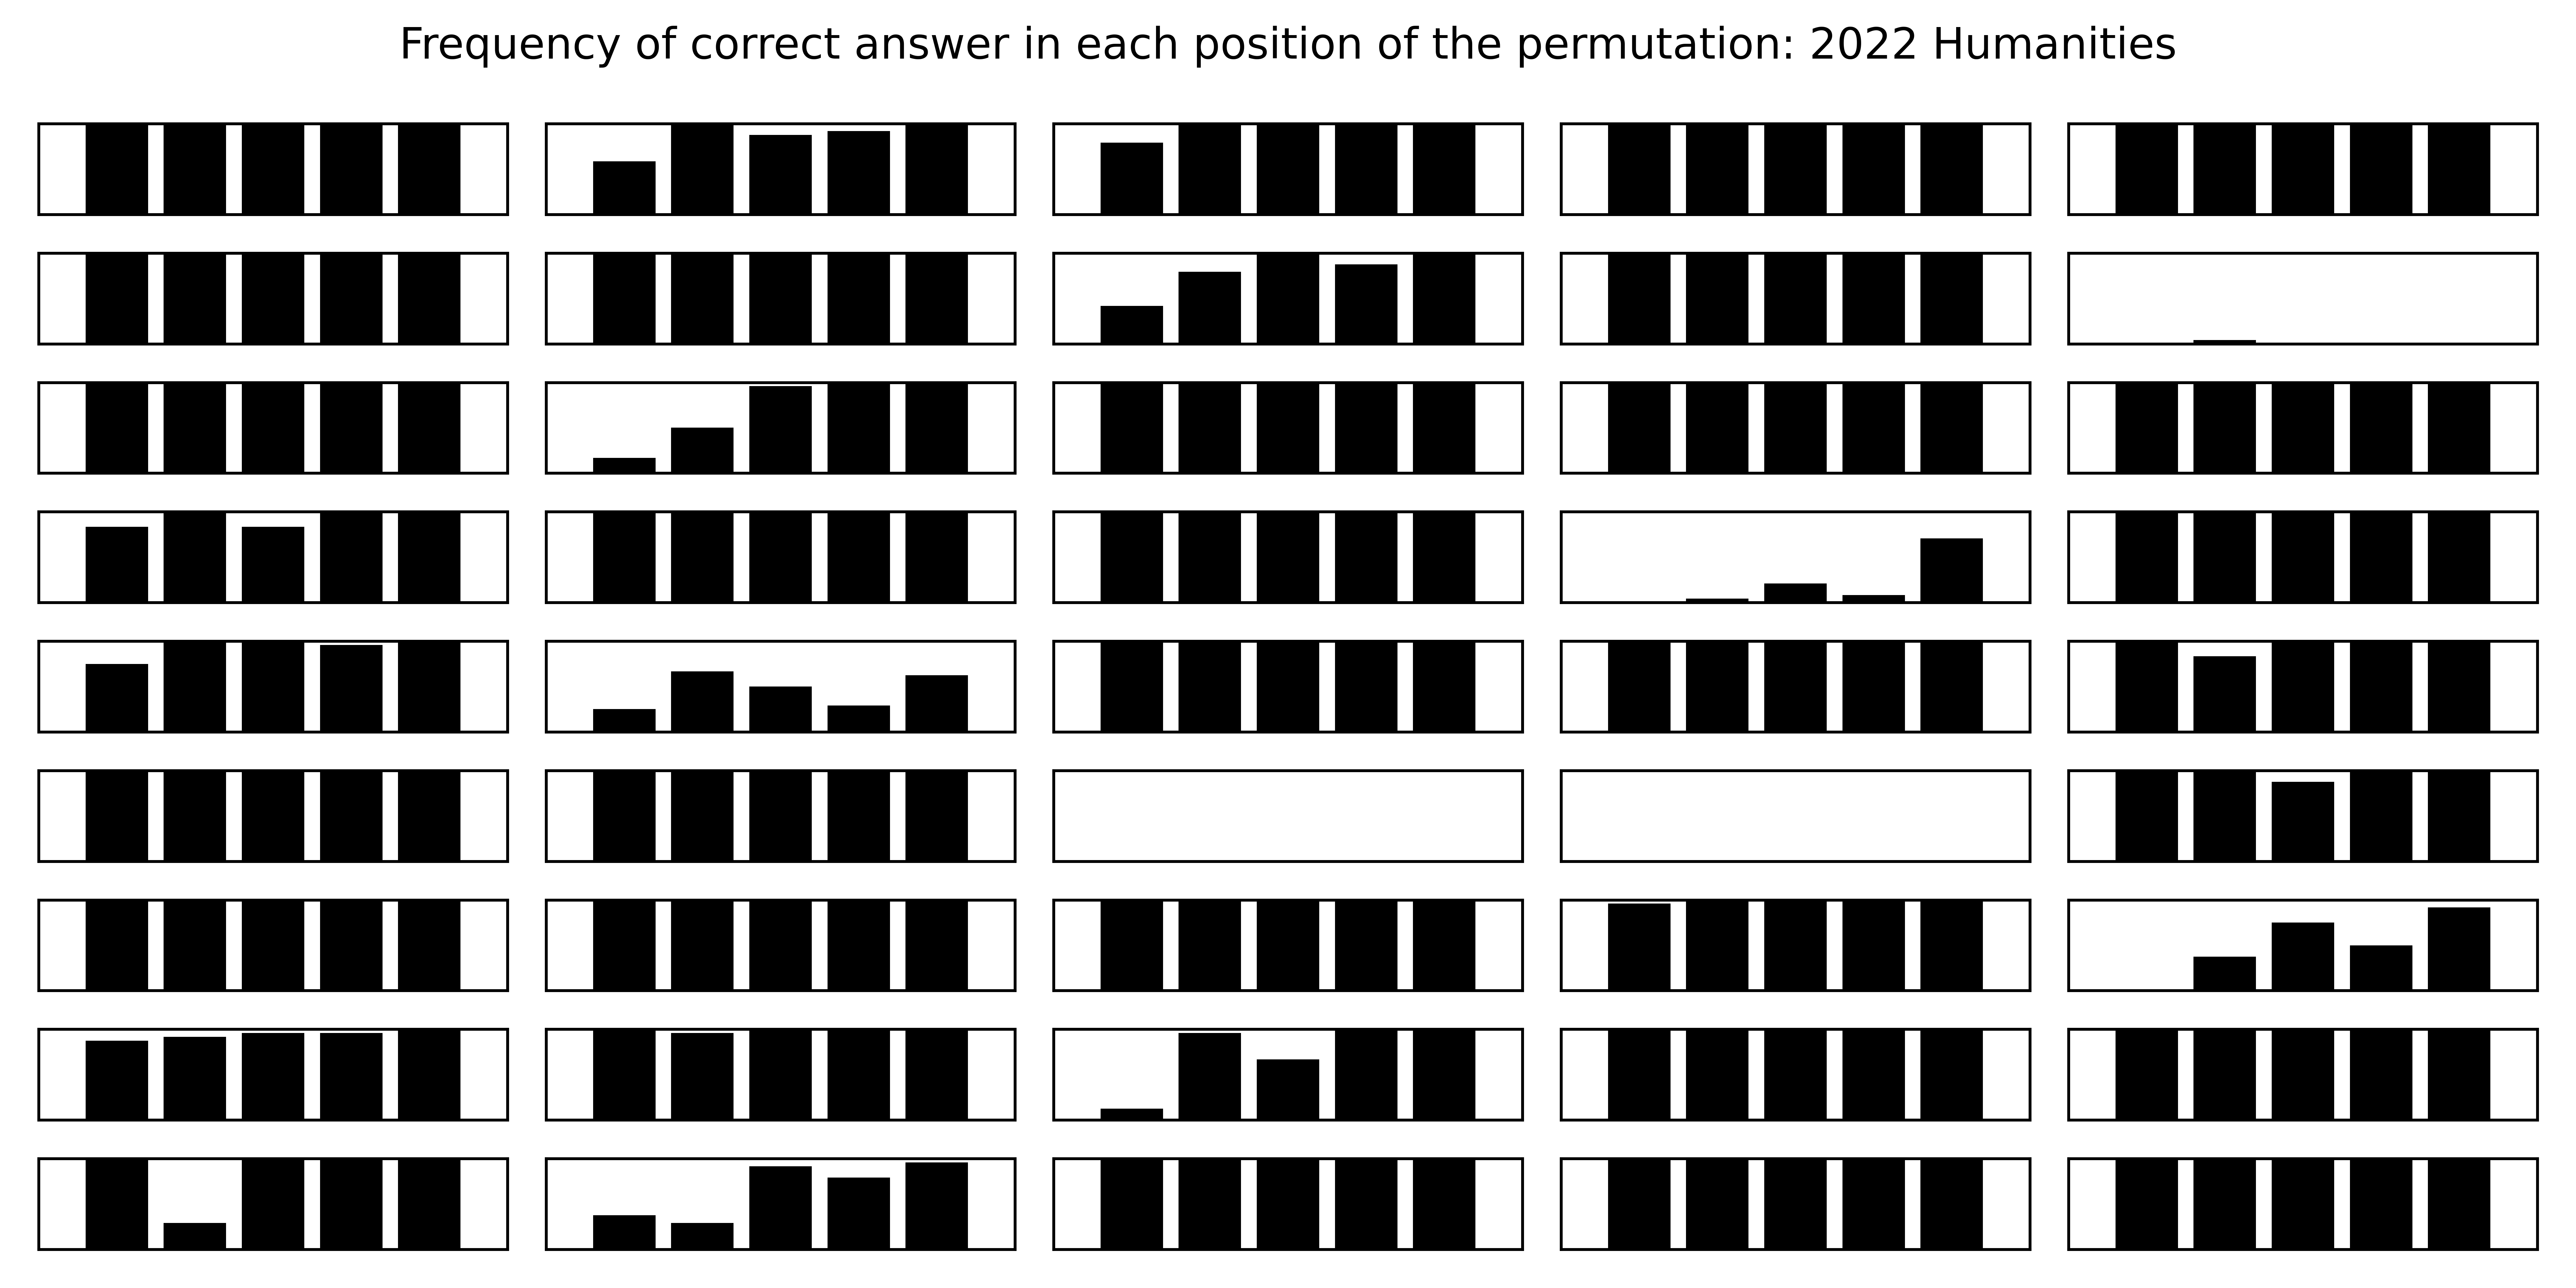 Frequency of correct answer in each position of the permutation: 2022 Humanities